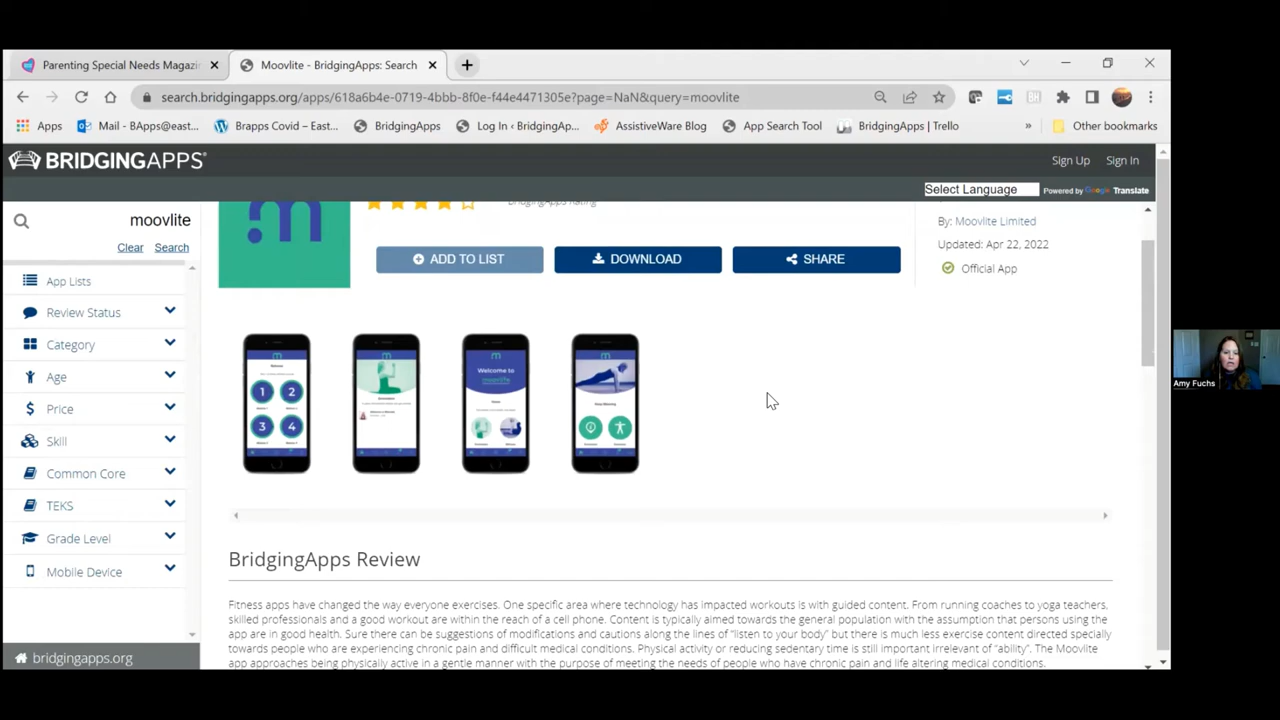 Parenting Special Needs Magazi
Moovlite - BridgingApps: Search
search.bridgingapps.org/apps/618a6b4e-0719-4bbb-8f0e-f44e4471305e?page=NaN&query=moovlite
Apps
Mail - BApps@east...
Brapps Covid – East...
BridgingApps
Log In ‹ BridgingAp...
AssistiveWare Blog
App Search Tool
BridgingApps | Trello
»
Other bookmarks
BRIDGINGAPPS®
Sign Up
Sign In
Select Language
Powered by Google Translate
moovlite
Clear
Search
App Lists
Review Status
Category
Age
Price
Skill
Common Core
TEKS
Grade Level
Mobile Device
bridgingapps.org
m
BridgingApps Rating
ADD TO LIST
DOWNLOAD
SHARE
By: Moovlite Limited
Updated: Apr 22, 2022
Official App
1
2
3
4
Welcome to
moovlite
BridgingApps Review
Fitness apps have changed the way everyone exercises. One specific area where technology has impacted workouts is with guided content. From running coaches to yoga teachers,
skilled professionals and a good workout are within the reach of a cell phone. Content is typically aimed towards the general population with the assumption that persons using the
app are in good health. Sure there can be suggestions of modifications and cautions along the lines of “listen to your body” but there is much less exercise content directed specially
towards people who are experiencing chronic pain and difficult medical conditions. Physical activity or reducing sedentary time is still important irrelevant of “ability”. The Moovlite
app approaches being physically active in a gentle manner with the purpose of meeting the needs of people who have chronic pain and life altering medical conditions.
Amy Fuchs